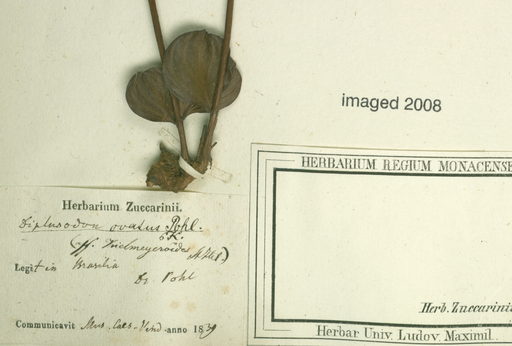 imaged 2008
HERBARIUM REGIUM MONACENSE
Herbarium Zuccarinii.
Diplusodon ovatus Pohl.
Legit in Brasilia
Dr. Pohl
Communicavit Mus. Caes. Vind. anno 1839
Herb. Zuccarinii
Herbar. Univ. Ludov. Maximil.